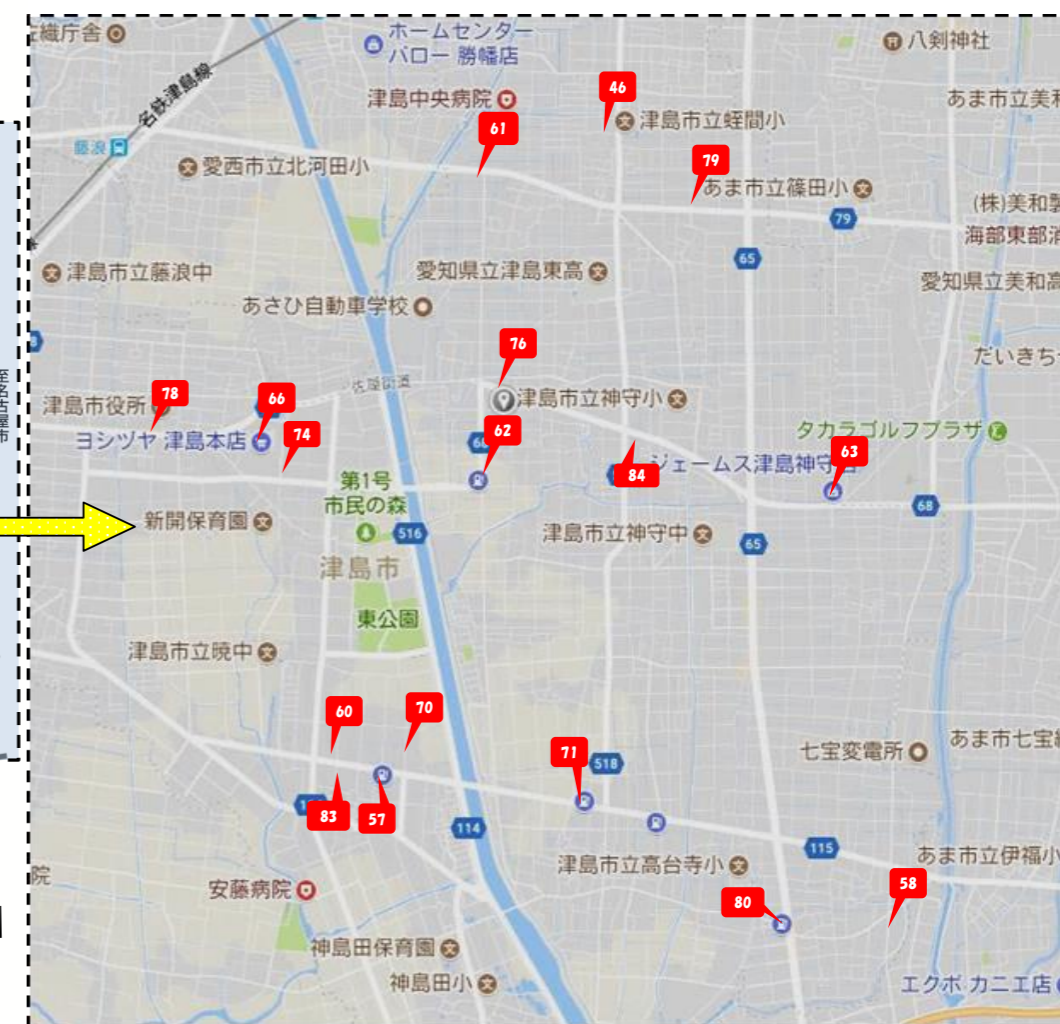 ホームセンター
バロー 勝幡店
八剣神社
名鉄津島線
津島中央病院
46
津島市立蛭間小
61
藤浪
愛西市立北河田小
79
あま市立篠田小
79
(株)美和
海部東部
65
津島市立藤浪中
愛知県立津島東高
愛知県立美和高
あさひ自動車学校
76
だいきち
至名古屋市
佐屋街道
78
津島市役所
66
津島市立神守小
ヨシヅヤ 津島本店
74
62
タカラゴルフプラザ
84
ジェームス津島神守
63
第1号
市民の森
68
新開保育園
516
津島市立神守中
65
津島市
東公園
津島市立暁中
60
70
71
518
七宝変電所
あま市七宝
83
57
114
115
津島市立高台寺小
あま市立伊福小
院
安藤病院
58
80
神島田保育園
神島田小
エクボ カニエ店